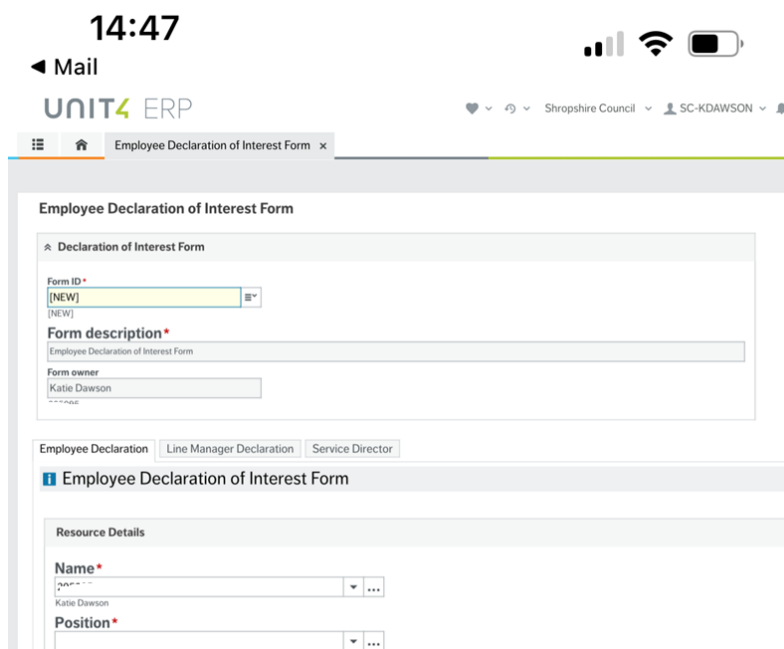 14:47
Mail
UNIT4 ERP
Shropshire Council SC-KDAWSON
Employee Declaration of Interest Form x
Employee Declaration of Interest Form
Declaration of Interest Form
Form ID*
[NEW]
[NEW]
Form description*
Employee Declaration of Interest Form
Form owner
Katie Dawson
Employee Declaration Line Manager Declaration Service Director
Employee Declaration of Interest Form
Resource Details
Name*
Katie Dawson
Position*